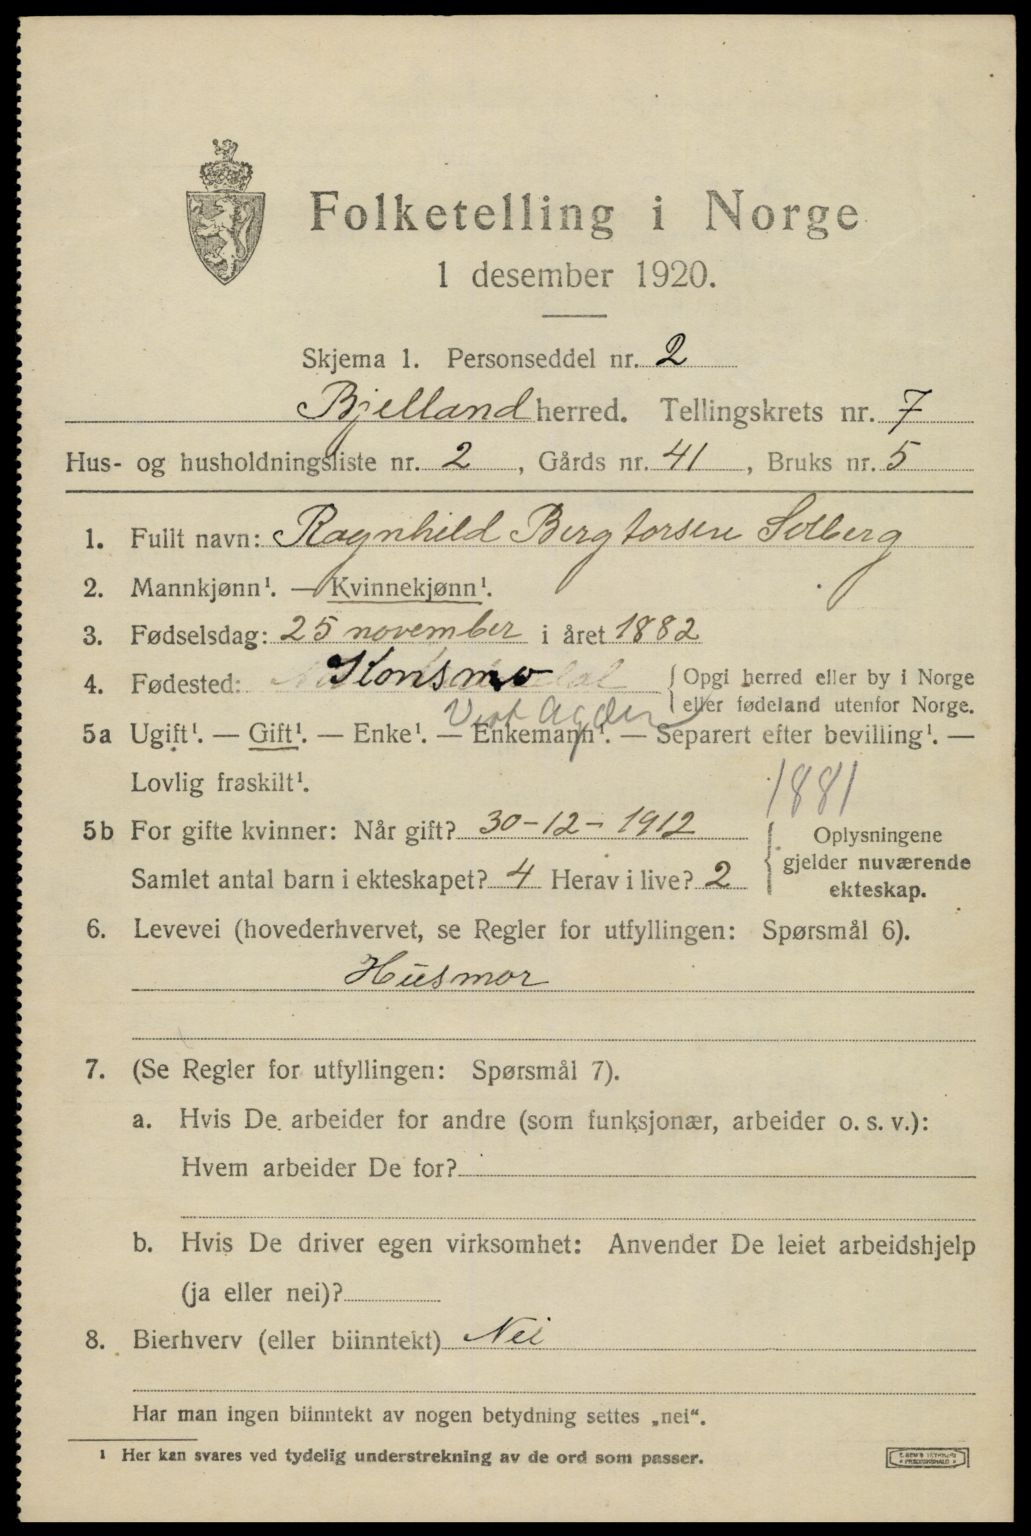 Folketelling i Norge
1 desember 1920.
Skjema 1. Personseddel nr. 2
Bjelland herred. Tellingskrets nr. 7
Hus- og husholdningsliste nr. 2, Gårds nr. 41, Bruks nr. 5
1. Fullt navn: Ragnhild Bergtorsen Solberg
2. Mannkjønn¹. — Kvinnekjønn¹.
3. Fødselsdag: 25 november i året 1882
4. Fødested: Konsmo { Opgi herred eller by i Norge
eller fødeland utenfor Norge.
Vest Agder
5a Ugift¹. — Gift¹. — Enke¹. — Enkemann¹. — Separert efter bevilling¹. —
Lovlig fraskilt¹.
1881
5b For gifte kvinner: Når gift? 30-12-1912
Samlet antal barn i ekteskapet? 4 Herav i live? 2
{ Oplysningene
gjelder nuværende
ekteskap.
6. Levevei (hovederhvervet, se Regler for utfyllingen: Spørsmål 6).
Husmor
7. (Se Regler for utfyllingen: Spørsmål 7).
a. Hvis De arbeider for andre (som funksjonær, arbeider o. s. v.):
Hvem arbeider De for?
b. Hvis De driver egen virksomhet: Anvender De leiet arbeidshjelp
(ja eller nei)?
8. Bierhverv (eller biinntekt) Nei
Har man ingen biinntekt av nogen betydning settes „nei“.
¹ Her kan svares ved tydelig understrekning av de ord som passer.